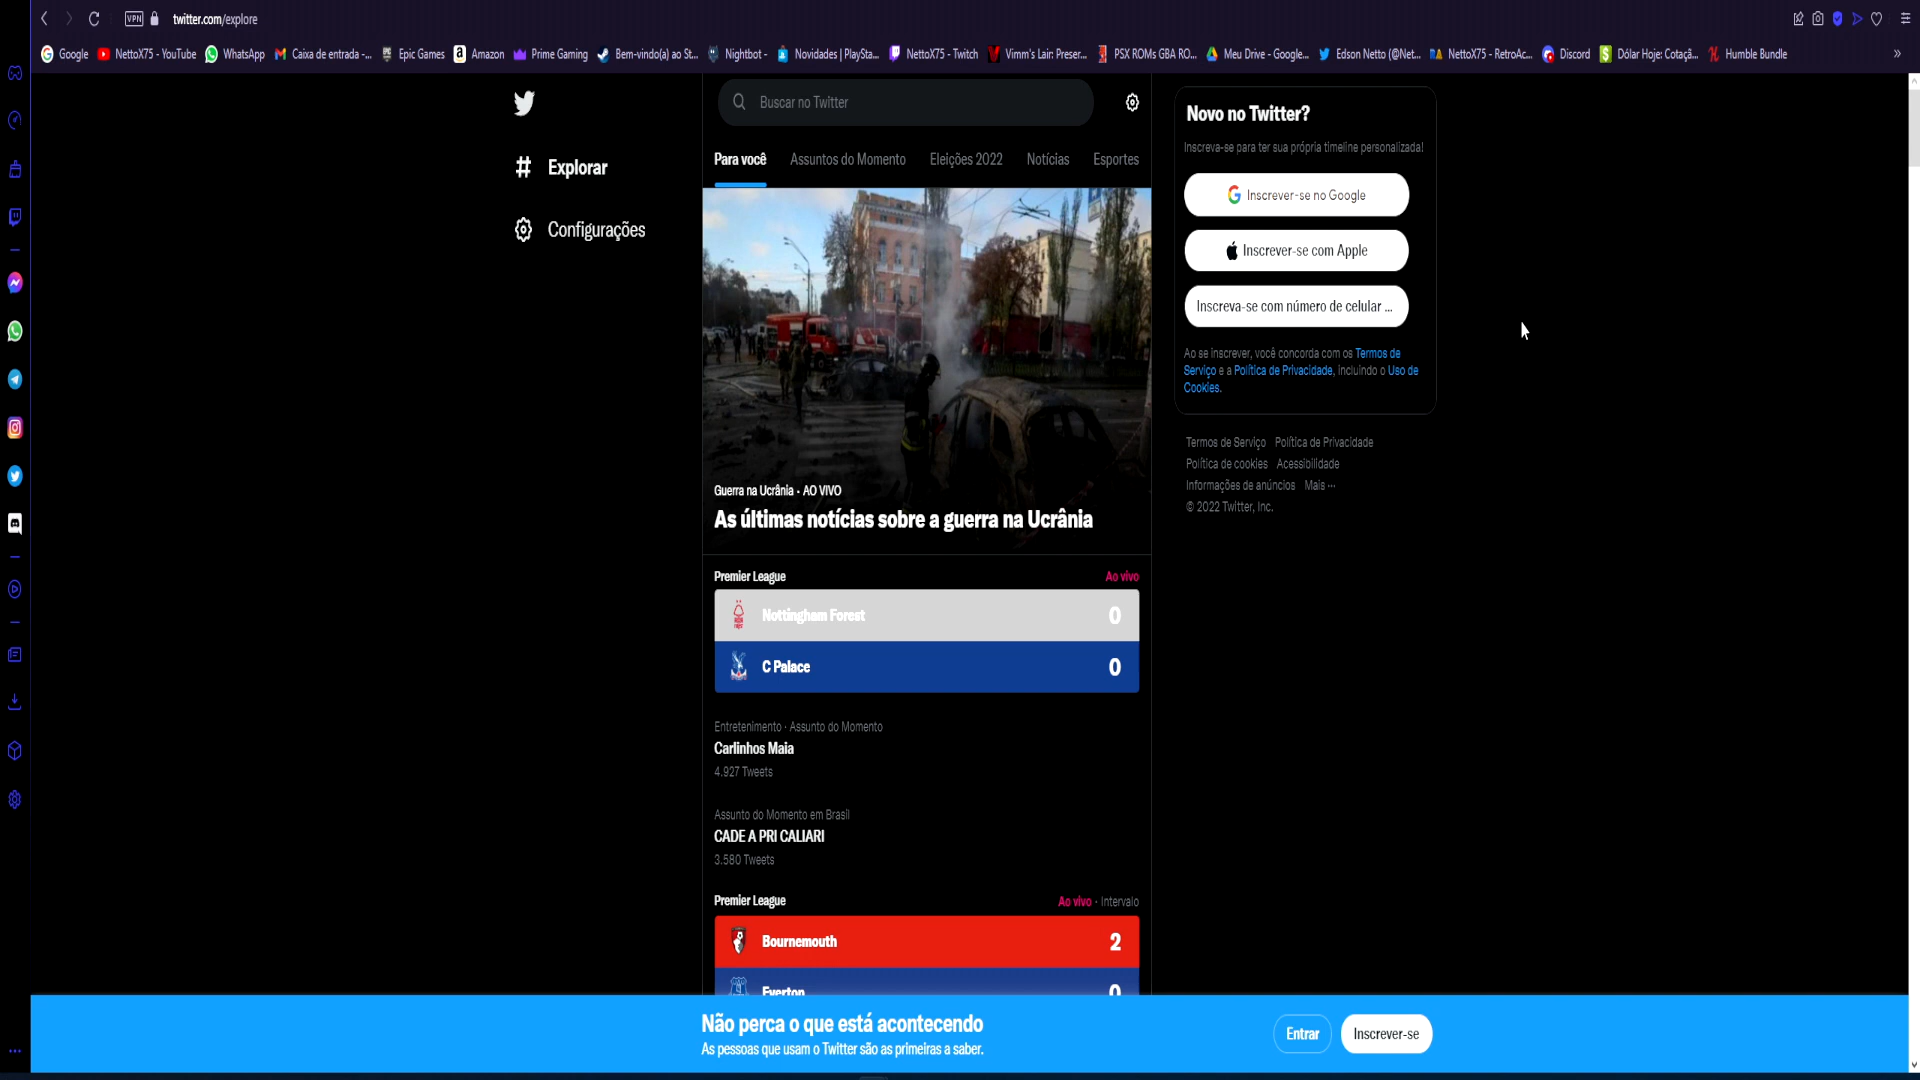 VPN
twitter.com/explore
Google
NettoX75 - YouTube
WhatsApp
Caixa de entrada -...
Epic Games
Amazon
Prime Gaming
Bem-vindo(a) ao St...
Nightbot -
Novidades | PlaySta...
NettoX75 - Twitch
Vimm's Lair: Preser...
PSX ROMs GBA RO...
Meu Drive - Google...
Edson Netto (@Net...
NettoX75 - RetroAc...
Discord
Dólar Hoje: Cotaçã...
Humble Bundle
»
Explorar
Configurações
Buscar no Twitter
Para você
Assuntos do Momento
Eleições 2022
Notícias
Esportes
Guerra na Ucrânia · AO VIVO
As últimas notícias sobre a guerra na Ucrânia
Premier League
Ao vivo
Nottingham Forest 0
C Palace 0
Entretenimento · Assunto do Momento
Carlinhos Maia
4.927 Tweets
Assunto do Momento em Brasil
CADE A PRI CALIARI
3.580 Tweets
Premier League
Ao vivo · Intervalo
Bournemouth 2
Everton 0
Novo no Twitter?
Inscreva-se para ter sua própria timeline personalizada!
Inscrever-se no Google
Inscrever-se com Apple
Inscreva-se com número de celular ...
Ao se inscrever, você concorda com os Termos de
Serviço e a Política de Privacidade, incluindo o Uso de
Cookies.
Termos de Serviço Política de Privacidade
Política de cookies Acessibilidade
Informações de anúncios Mais ···
© 2022 Twitter, Inc.
Não perca o que está acontecendo
As pessoas que usam o Twitter são as primeiras a saber.
Entrar
Inscrever-se